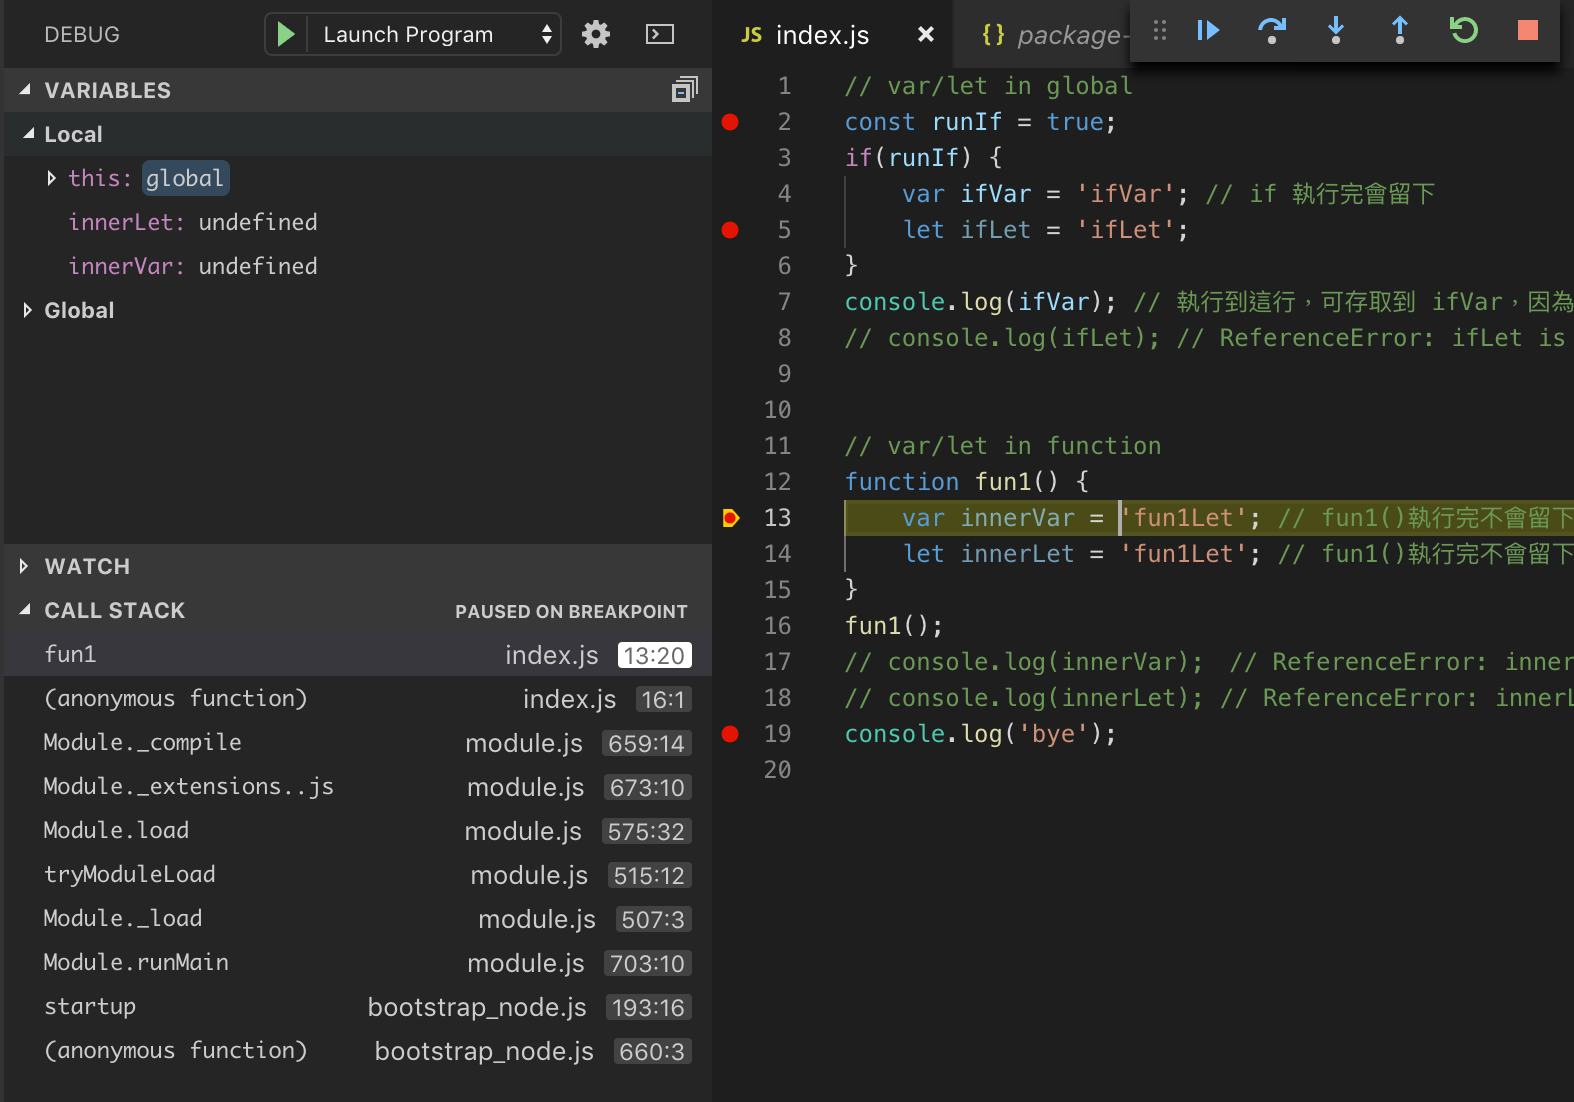 DEBUG
Launch Program
VARIABLES
Local
this: global
innerLet: undefined
innerVar: undefined
Global
WATCH
CALL STACK PAUSED ON BREAKPOINT
fun1 index.js 13:20
(anonymous function) index.js 16:1
Module._compile module.js 659:14
Module._extensions..js module.js 673:10
Module.load module.js 575:32
tryModuleLoad module.js 515:12
Module._load module.js 507:3
Module.runMain module.js 703:10
startup bootstrap_node.js 193:16
(anonymous function) bootstrap_node.js 660:3
JS index.js {} package-
1 // var/let in global
2 const runIf = true;
3 if(runIf) {
4 var ifVar = 'ifVar'; // if 執行完會留下
5 let ifLet = 'ifLet';
6 }
7 console.log(ifVar); // 執行到這行，可存取到 ifVar，因為
8 // console.log(ifLet); // ReferenceError: ifLet is
9
10
11 // var/let in function
12 function fun1() {
13 var innerVar = 'fun1Let'; // fun1()執行完不會留下
14 let innerLet = 'fun1Let'; // fun1()執行完不會留下
15 }
16 fun1();
17 // console.log(innerVar);  // ReferenceError: inner
18 // console.log(innerLet); // ReferenceError: innerL
19 console.log('bye');
20